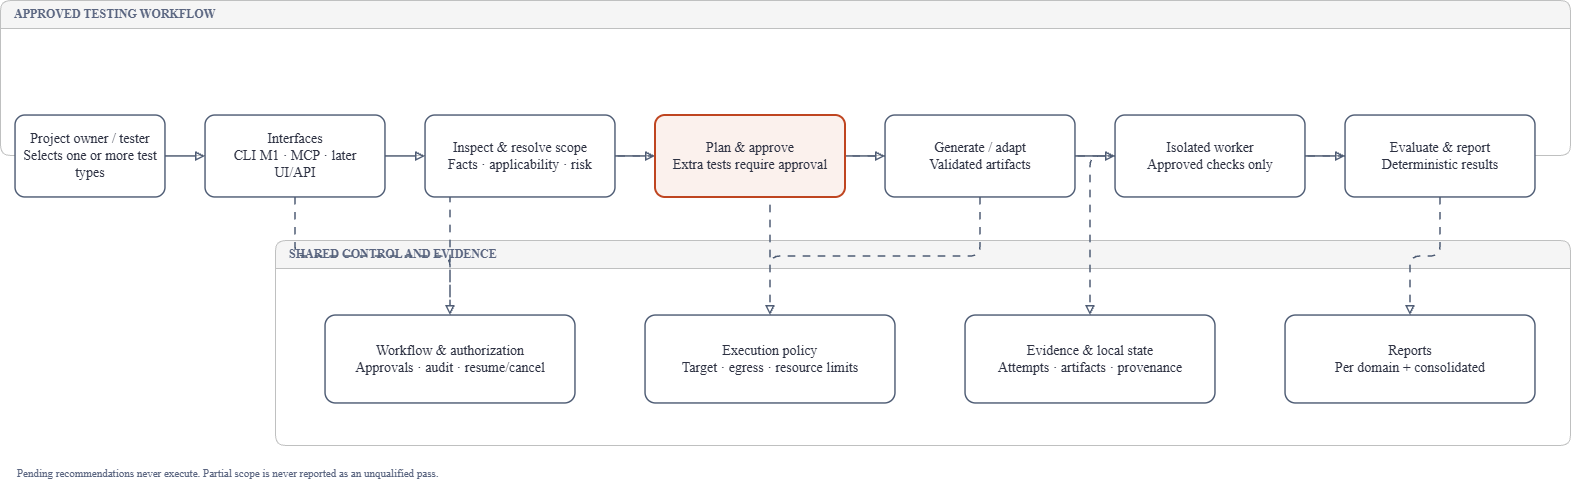 APPROVED TESTING WORKFLOW
Project owner / tester
Selects one or more test
types
Interfaces
CLI M1 · MCP · later
UI/API
Inspect & resolve scope
Facts · applicability · risk
Plan & approve
Extra tests require approval
Generate / adapt
Validated artifacts
Isolated worker
Approved checks only
Evaluate & report
Deterministic results
SHARED CONTROL AND EVIDENCE
Workflow & authorization
Approvals · audit · resume/cancel
Execution policy
Target · egress · resource limits
Evidence & local state
Attempts · artifacts · provenance
Reports
Per domain + consolidated
Pending recommendations never execute. Partial scope is never reported as an unqualified pass.